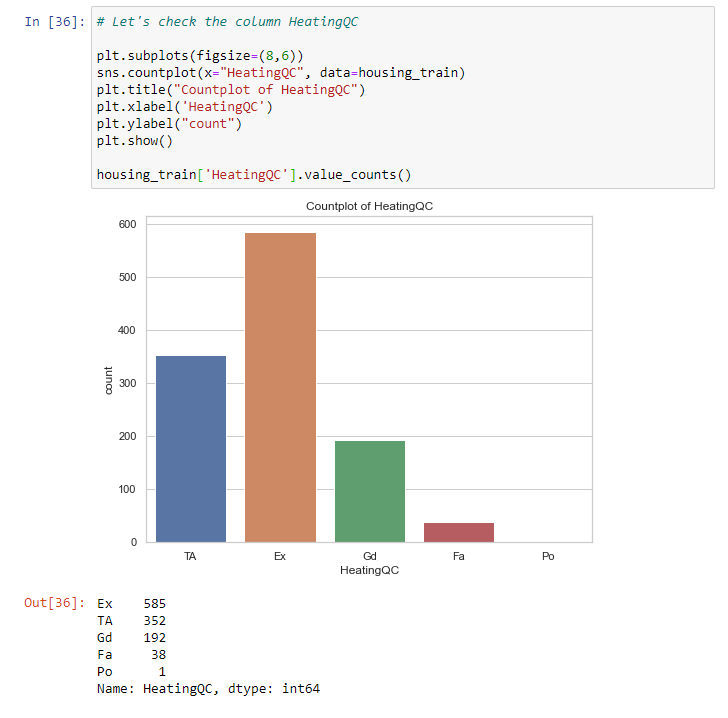 In [36]: # Let's check the column HeatingQC
plt.subplots(figsize=(8,6))
sns.countplot(x="HeatingQC", data=housing_train)
plt.title("Countplot of HeatingQC")
plt.xlabel('HeatingQC')
plt.ylabel("count")
plt.show()
housing_train['HeatingQC'].value_counts()
Countplot of HeatingQC
600
500
400
300
200
100
0
count
TA Ex Gd Fa Po
HeatingQC
Out[36]: Ex 585
TA 352
Gd 192
Fa 38
Po 1
Name: HeatingQC, dtype: int64